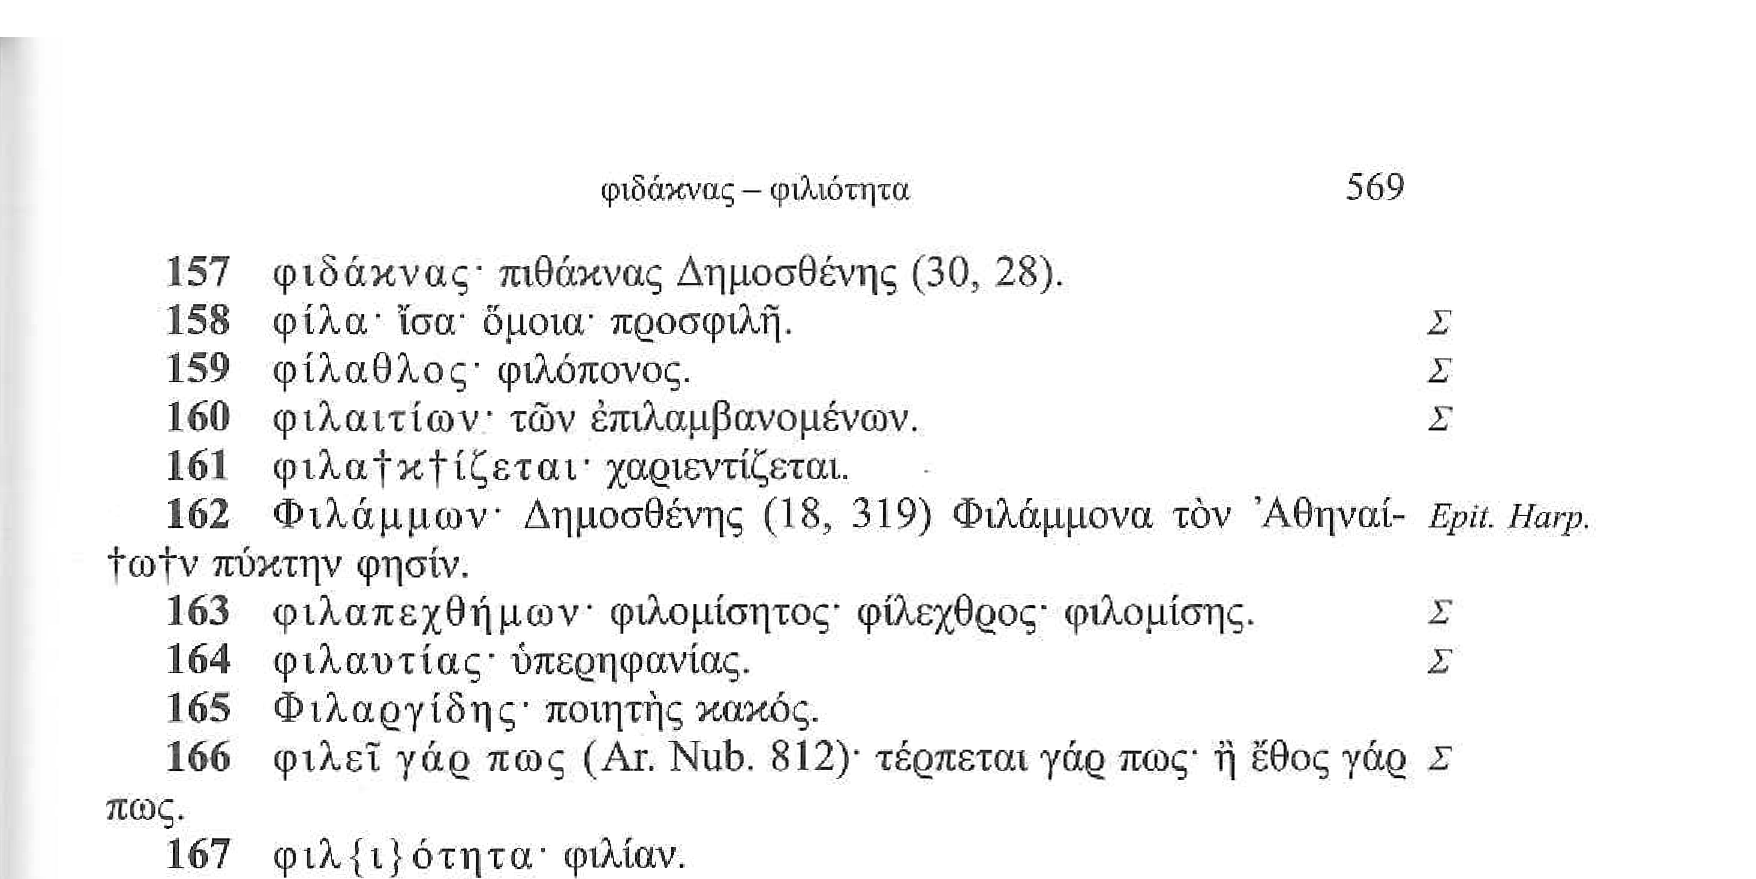 φιδάκνας – φιλιότητα 569
157 φιδάκνας· πιθάκνας Δημοσθένης (30, 28).
158 φίλα· ἴσα· ὅμοια· προσφιλῆ. Σ
159 φίλαθλος· φιλόπονος. Σ
160 φιλαιτίων· τῶν ἐπιλαμβανομένων. Σ
161 φιλα†κ†ίζεται· χαριεντίζεται.
162 Φιλάμμων· Δημοσθένης (18, 319) Φιλάμμονα τὸν Ἀθηναί- Epit. Harp.
†ω†ν πύκτην φησίν.
163 φιλαπεχθήμων· φιλομίσητος· φίλεχθρος· φιλομίσης. Σ
164 φιλαυτίας· ὑπερηφανίας. Σ
165 Φιλαργίδης· ποιητὴς κακός.
166 φιλεῖ γάρ πως (Ar. Nub. 812)· τέρπεται γάρ πως· ἢ ἔθος γάρ Σ
πως.
167 φιλ{ι}ότητα· φιλίαν.